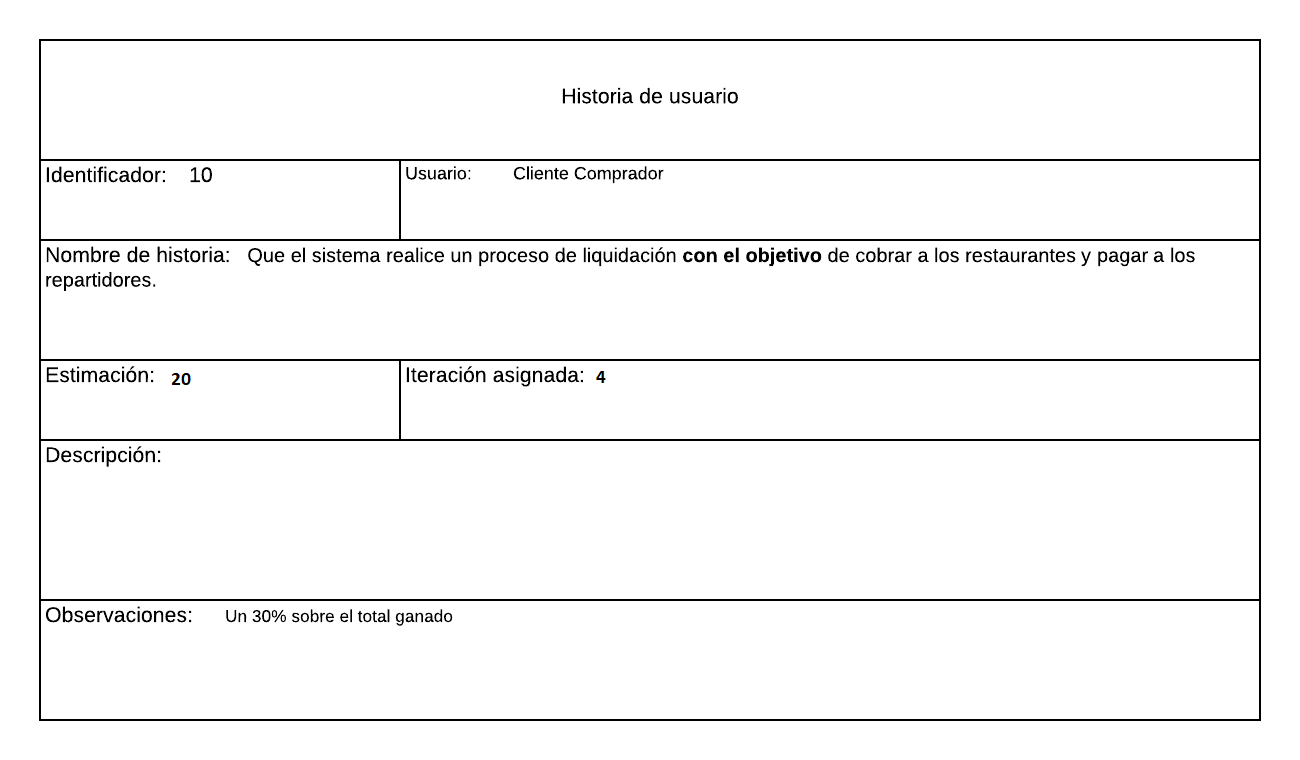 Historia de usuario
Identificador: 10
Usuario: Cliente Comprador
Nombre de historia: Que el sistema realice un proceso de liquidación con el objetivo de cobrar a los restaurantes y pagar a los
repartidores.
Estimación: 20
Iteración asignada: 4
Descripción:
Observaciones: Un 30% sobre el total ganado